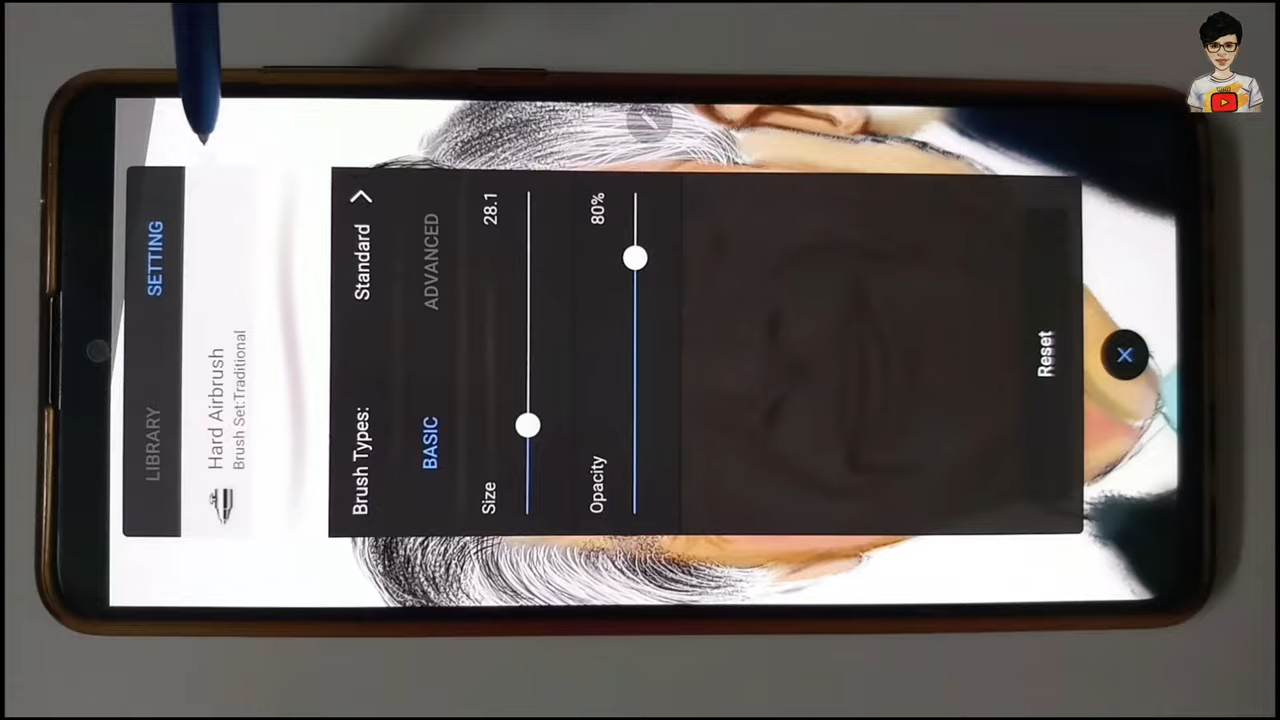 LIBRARY SETTING
Hard Airbrush
Brush Set:Traditional
Brush Types: Standard
BASIC ADVANCED
Size 28.1
Opacity 80%
Reset